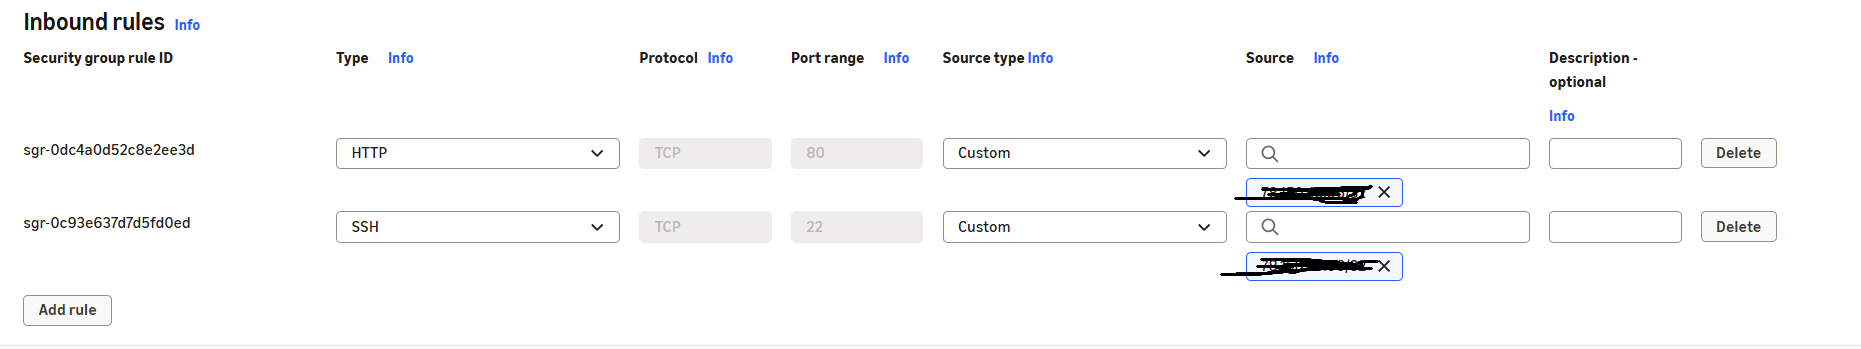 Inbound rules Info
Security group rule ID Type Info Protocol Info Port range Info Source type Info Source Info Description - optional Info
sgr-0dc4a0d52c8e2ee3d HTTP TCP 80 Custom Delete
sgr-0c93e637d7d5fd0ed SSH TCP 22 Custom Delete
Add rule